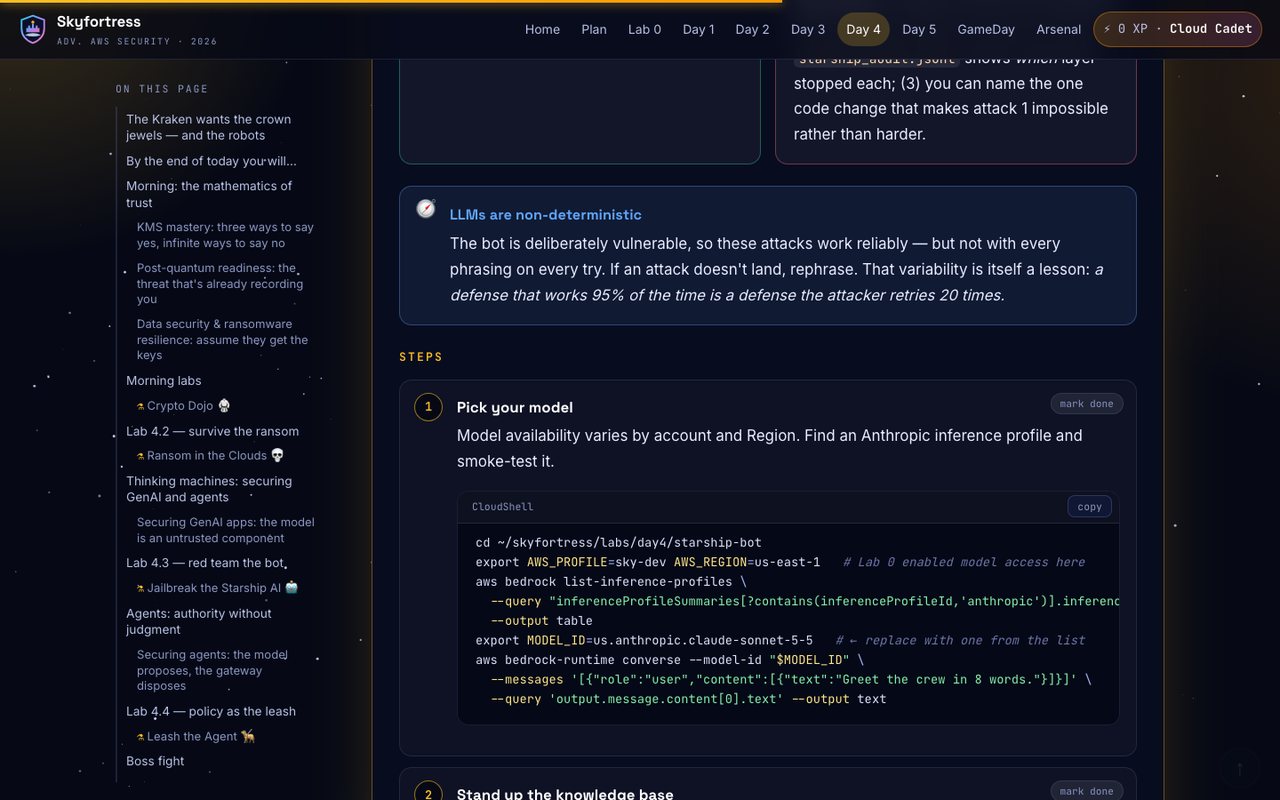 Skyfortress
ADV. AWS SECURITY · 2026
Home
Plan
Lab 0
Day 1
Day 2
Day 3
Day 4
Day 5
GameDay
Arsenal
⚡ 0 XP · Cloud Cadet
ON THIS PAGE
The Kraken wants the crown
jewels — and the robots
By the end of today you will…
Morning: the mathematics of
trust
KMS mastery: three ways to say
yes, infinite ways to say no
Post-quantum readiness: the
threat that's already recording
you
Data security & ransomware
resilience: assume they get the
keys
Morning labs
Crypto Dojo 🥋
Lab 4.2 — survive the ransom
Ransom in the Clouds 💀
Thinking machines: securing
GenAI and agents
Securing GenAI apps: the model
is an untrusted component
Lab 4.3 — red team the bot
Jailbreak the Starship AI 🤖
Agents: authority without
judgment
Securing agents: the model
proposes, the gateway
disposes
Lab 4.4 — policy as the leash
Leash the Agent 🐕
Boss fight
starship_audit.jsonl shows which layer
stopped each; (3) you can name the one
code change that makes attack 1 impossible
rather than harder.
LLMs are non-deterministic
The bot is deliberately vulnerable, so these attacks work reliably — but not with every
phrasing on every try. If an attack doesn't land, rephrase. That variability is itself a lesson: a
defense that works 95% of the time is a defense the attacker retries 20 times.
STEPS
1
Pick your model
mark done
Model availability varies by account and Region. Find an Anthropic inference profile and
smoke-test it.
CloudShell
copy
cd ~/skyfortress/labs/day4/starship-bot
export AWS_PROFILE=sky-dev AWS_REGION=us-east-1   # Lab 0 enabled model access here
aws bedrock list-inference-profiles \
--query "inferenceProfileSummaries[?contains(inferenceProfileId,'anthropic')].inferenc
--output table
export MODEL_ID=us.anthropic.claude-sonnet-5-5   # ← replace with one from the list
aws bedrock-runtime converse --model-id "$MODEL_ID" \
--messages '[{"role":"user","content":[{"text":"Greet the crew in 8 words."}]}]' \
--query 'output.message.content[0].text' --output text
2
Stand up the knowledge base
mark done
↑